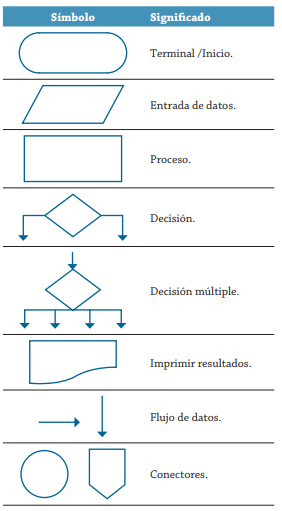 Símbolo Significado
Terminal /Inicio.
Entrada de datos.
Proceso.
Decisión.
Decisión múltiple.
Imprimir resultados.
Flujo de datos.
Conectores.